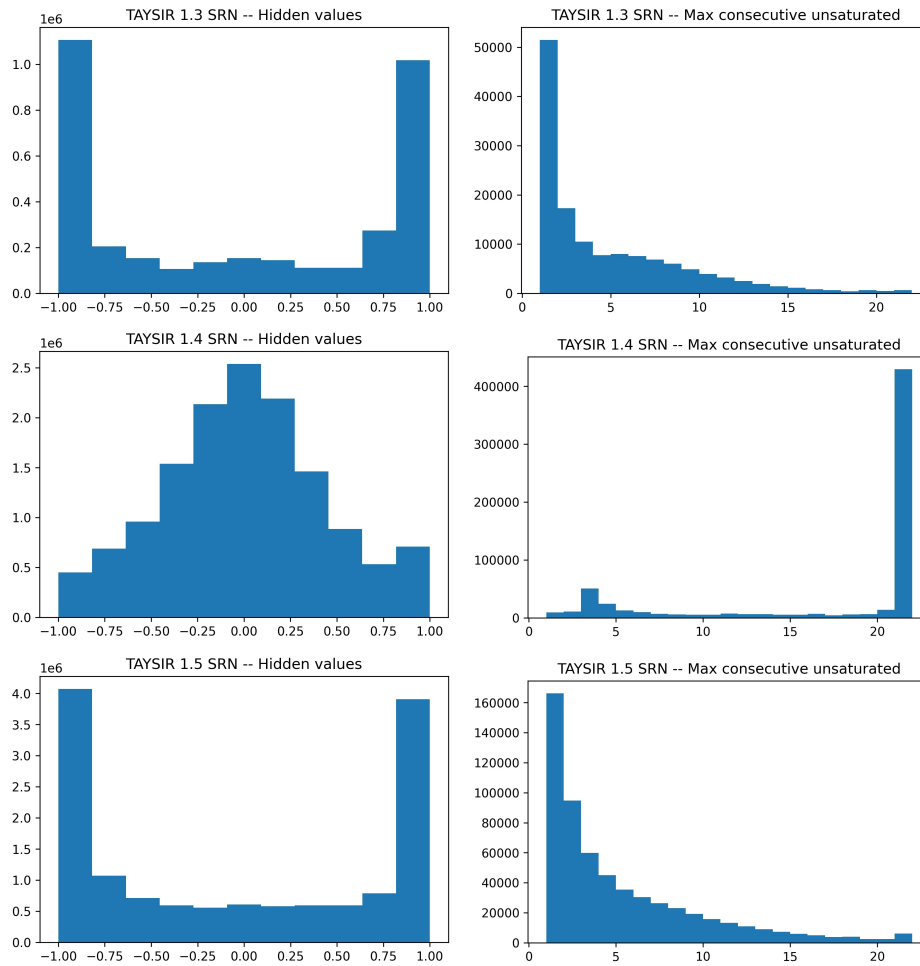 TAYSIR 1.3 SRN -- Hidden values
1e6
1.0
0.8
0.6
0.4
0.2
0.0
−1.00 −0.75 −0.50 −0.25 0.00 0.25 0.50 0.75 1.00
TAYSIR 1.3 SRN -- Max consecutive unsaturated
50000
40000
30000
20000
10000
0
0 5 10 15 20
TAYSIR 1.4 SRN -- Hidden values
1e6
2.5
2.0
1.5
1.0
0.5
0.0
−1.00 −0.75 −0.50 −0.25 0.00 0.25 0.50 0.75 1.00
TAYSIR 1.4 SRN -- Max consecutive unsaturated
400000
300000
200000
100000
0
0 5 10 15 20
TAYSIR 1.5 SRN -- Hidden values
1e6
4.0
3.5
3.0
2.5
2.0
1.5
1.0
0.5
0.0
−1.00 −0.75 −0.50 −0.25 0.00 0.25 0.50 0.75 1.00
TAYSIR 1.5 SRN -- Max consecutive unsaturated
160000
140000
120000
100000
80000
60000
40000
20000
0
0 5 10 15 20